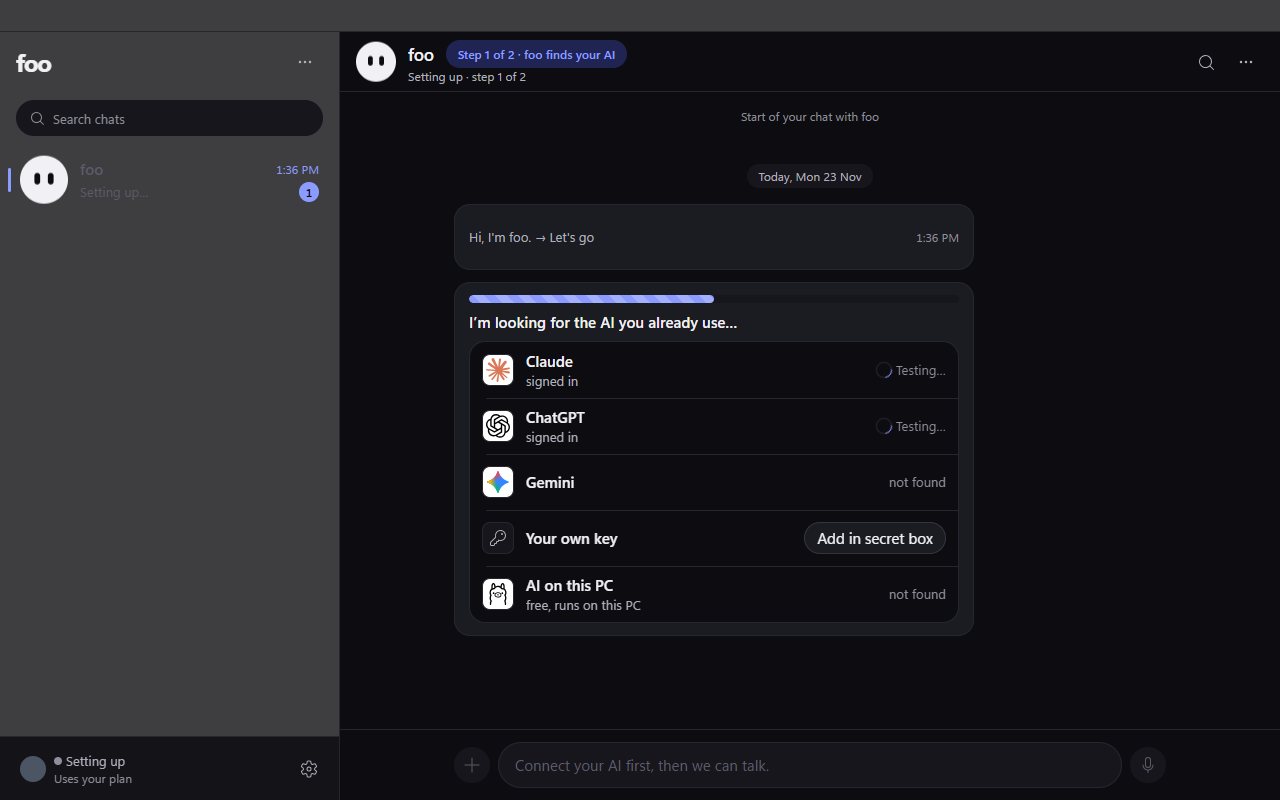 foo
Search chats
foo
1:36 PM
Setting up...
1
Setting up
Uses your plan
foo
Step 1 of 2 · foo finds your AI
Setting up · step 1 of 2
Start of your chat with foo
Today, Mon 23 Nov
Hi, I'm foo. → Let's go
1:36 PM
I'm looking for the AI you already use...
Claude
signed in
Testing...
ChatGPT
signed in
Testing...
Gemini
not found
Your own key
Add in secret box
AI on this PC
free, runs on this PC
not found
Connect your AI first, then we can talk.